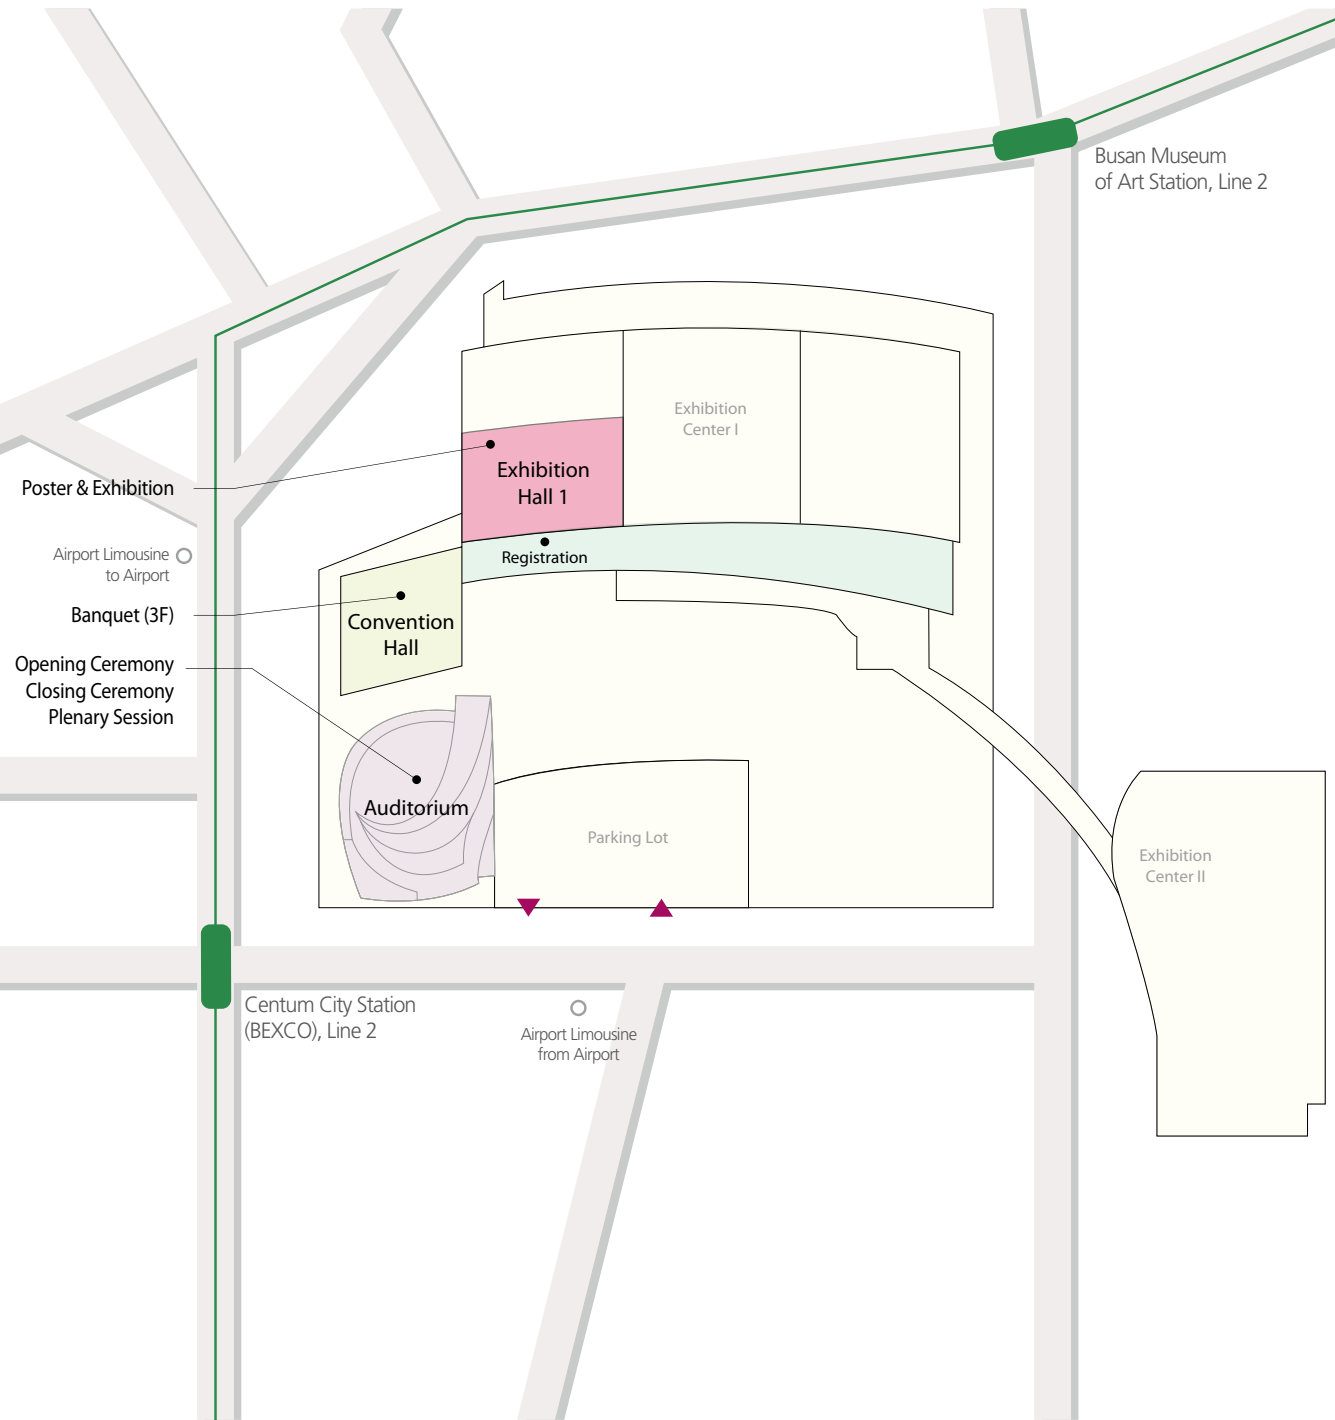 Busan Museum
of Art Station, Line 2
Exhibition
Center I
Exhibition
Hall 1
Poster & Exhibition
Registration
Airport Limousine
to Airport
Banquet (3F)
Convention
Hall
Opening Ceremony
Closing Ceremony
Plenary Session
Auditorium
Parking Lot
Exhibition
Center II
Centum City Station
(BEXCO), Line 2
Airport Limousine
from Airport